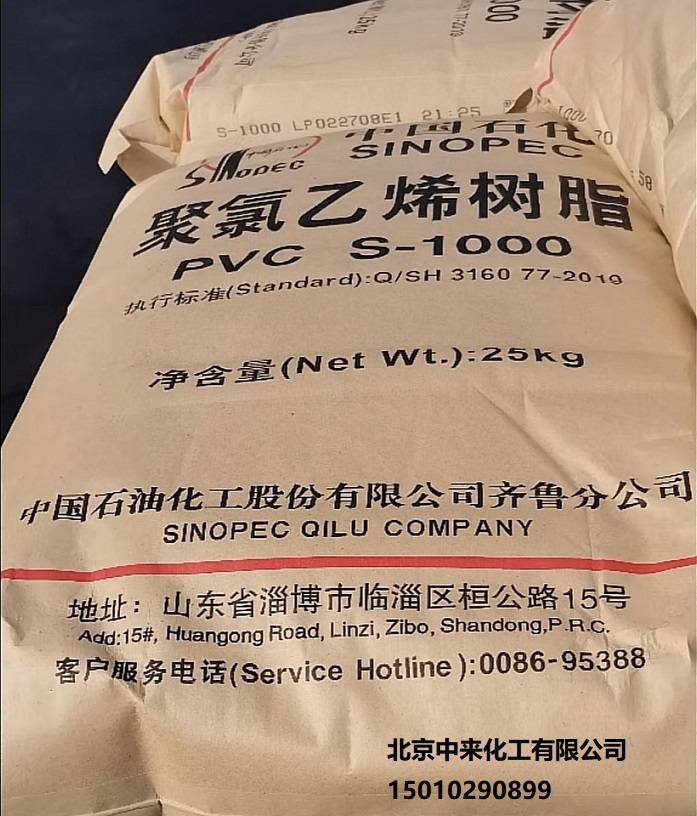 S-1000 LP022708E1 21:25
中国石化
SINOPEC
SINOPEC
聚氯乙烯树脂
PVC S-1000
执行标准(Standard):Q/SH 3160 77-2019
净含量(Net Wt.):25kg
中国石油化工股份有限公司齐鲁分公司
SINOPEC QILU COMPANY
地址：山东省淄博市临淄区桓公路15号
Add:15#, Huangong Road, Linzi, Zibo, Shandong,P.R.C.
客户服务电话(Service Hotline):0086-95388
北京中来化工有限公司
15010290899